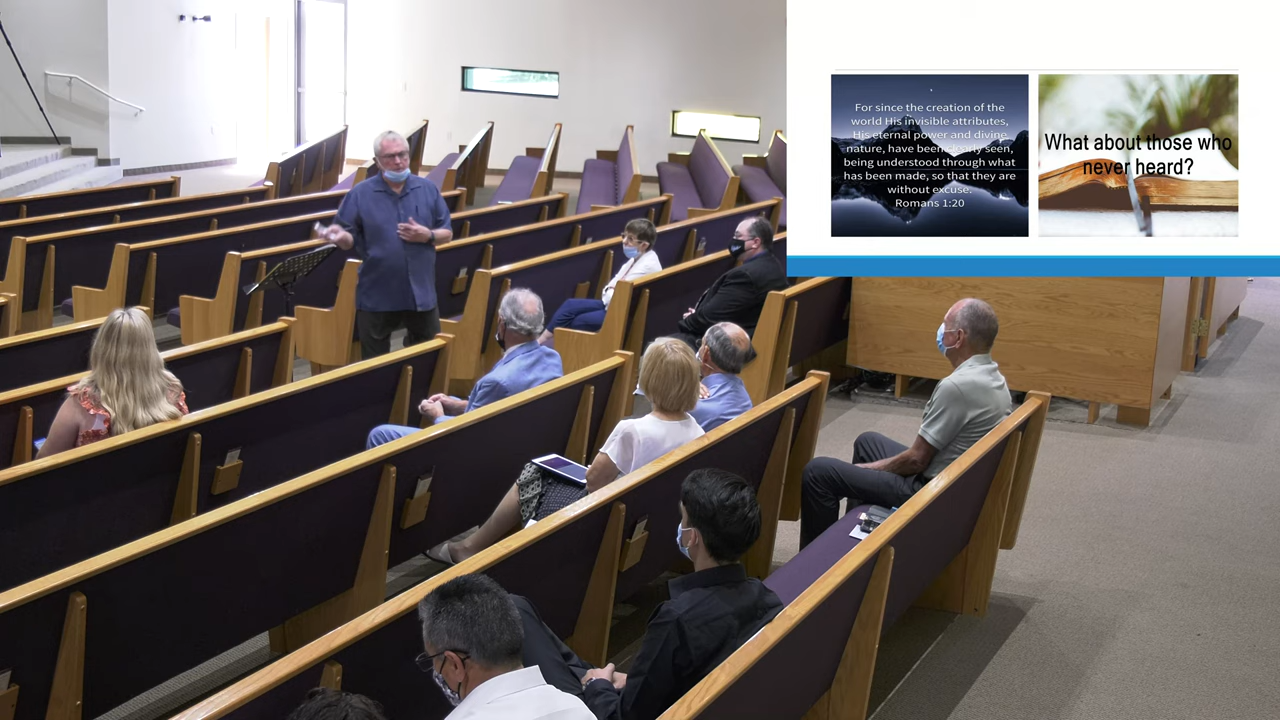 For since the creation of the
world His invisible attributes,
His eternal power and divine
nature, have been clearly seen,
being understood through what
has been made, so that they are
without excuse.
Romans 1:20
What about those who
never heard?